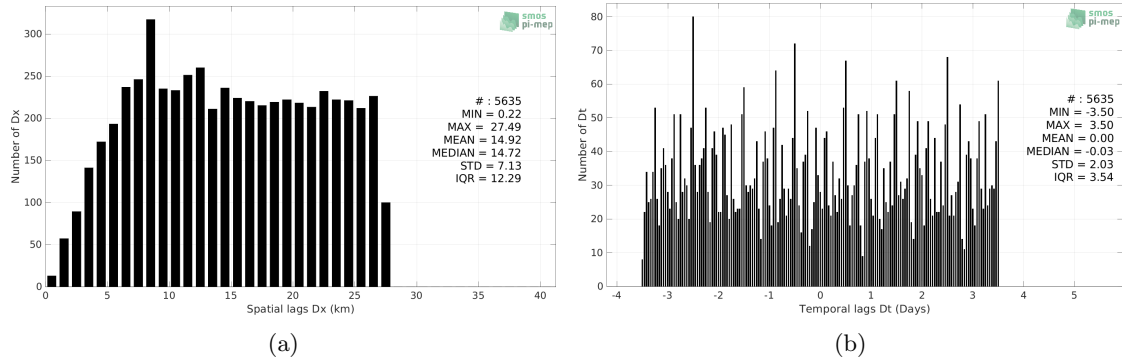 smos
pi-mep
300
250
200
150
100
50
0
Number of Dx
# : 5635
MIN = 0.22
MAX = 27.49
MEAN = 14.92
MEDIAN = 14.72
STD = 7.13
IQR = 12.29
0 5 10 15 20 25 30 35 40
Spatial lags Dx (km)
(a)
smos
pi-mep
80
70
60
50
40
30
20
10
0
Number of Dt
# : 5635
MIN = -3.50
MAX = 3.50
MEAN = 0.00
MEDIAN = -0.03
STD = 2.03
IQR = 3.54
-4 -3 -2 -1 0 1 2 3 4 5
Temporal lags Dt (Days)
(b)